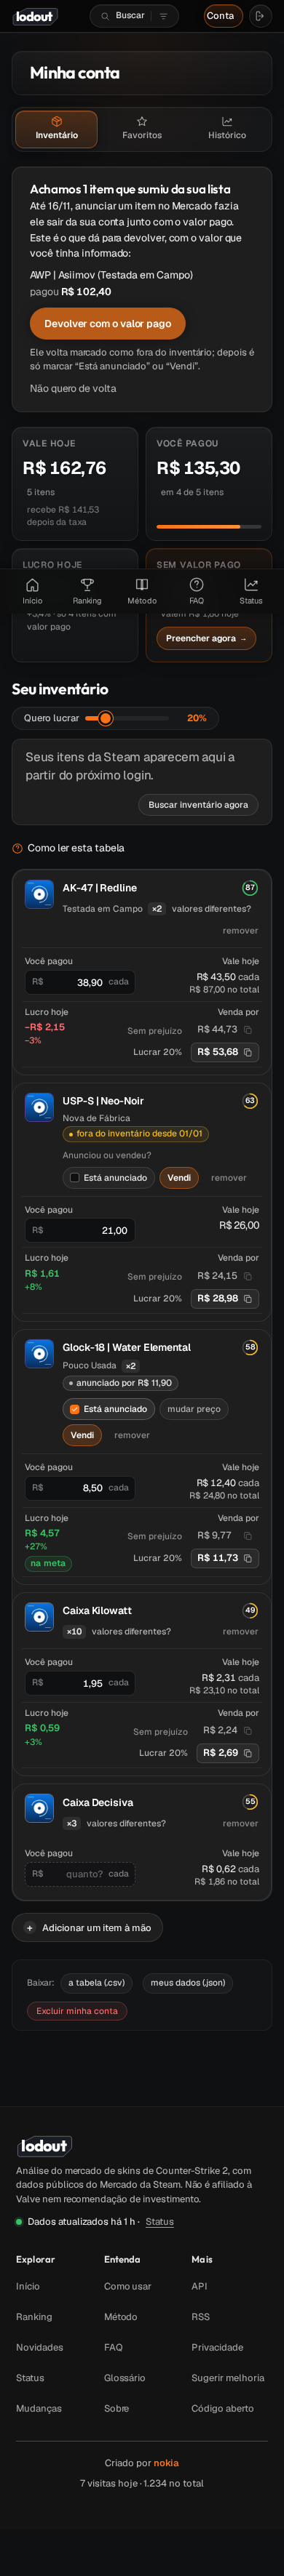 lodout
Buscar
Conta
Minha conta
Inventário
Favoritos
Histórico
Achamos 1 item que sumiu da sua lista
Até 16/11, anunciar um item no Mercado fazia
ele sair da sua conta junto com o valor pago.
Este é o que dá para devolver, com o valor que
você tinha informado:
AWP | Asiimov (Testada em Campo)
pagou R$ 102,40
Devolver com o valor pago
Ele volta marcado como fora do inventário; depois é
só marcar “Está anunciado” ou “Vendi”.
Não quero de volta
VALE HOJE
R$ 162,76
5 itens
recebe R$ 141,53
depois da taxa
VOCÊ PAGOU
R$ 135,30
em 4 de 5 itens
LUCRO HOJE
SEM VALOR PAGO
Início
Ranking
Método
FAQ
Status
+3,4% · só 4 itens com
valor pago
valem R$ 1,86 hoje
Preencher agora →
Seu inventário
Quero lucrar
20%
Seus itens da Steam aparecem aqui a
partir do próximo login.
Buscar inventário agora
Como ler esta tabela
AK-47 | Redline
87
Testada em Campo ×2 valores diferentes?
remover
Você pagou
Vale hoje
R$ 38,90 cada
R$ 43,50 cada
R$ 87,00 no total
Lucro hoje
Venda por
−R$ 2,15
−3%
Sem prejuízo R$ 44,73
Lucrar 20% R$ 53,68
USP-S | Neo-Noir
63
Nova de Fábrica
fora do inventário desde 01/01
Anunciou ou vendeu?
Está anunciado
Vendi
remover
Você pagou
Vale hoje
R$ 21,00
R$ 26,00
Lucro hoje
Venda por
R$ 1,61
+8%
Sem prejuízo R$ 24,15
Lucrar 20% R$ 28,98
Glock-18 | Water Elemental
58
Pouco Usada ×2
anunciado por R$ 11,90
Está anunciado
mudar preço
Vendi
remover
Você pagou
Vale hoje
R$ 8,50 cada
R$ 12,40 cada
R$ 24,80 no total
Lucro hoje
Venda por
R$ 4,57
+27%
na meta
Sem prejuízo R$ 9,77
Lucrar 20% R$ 11,73
Caixa Kilowatt
49
×10 valores diferentes?
remover
Você pagou
Vale hoje
R$ 1,95 cada
R$ 2,31 cada
R$ 23,10 no total
Lucro hoje
Venda por
R$ 0,59
+3%
Sem prejuízo R$ 2,24
Lucrar 20% R$ 2,69
Caixa Decisiva
55
×3 valores diferentes?
remover
Você pagou
Vale hoje
R$ quanto? cada
R$ 0,62 cada
R$ 1,86 no total
+ Adicionar um item à mão
Baixar:
a tabela (.csv)
meus dados (.json)
Excluir minha conta
lodout
Análise do mercado de skins de Counter-Strike 2, com
dados públicos do Mercado da Steam. Não é afiliado à
Valve nem recomendação de investimento.
Dados atualizados há 1 h · Status
Explorar
Entenda
Mais
Início
Como usar
API
Ranking
Método
RSS
Novidades
FAQ
Privacidade
Status
Glossário
Sugerir melhoria
Mudanças
Sobre
Código aberto
Criado por nokia
7 visitas hoje · 1.234 no total